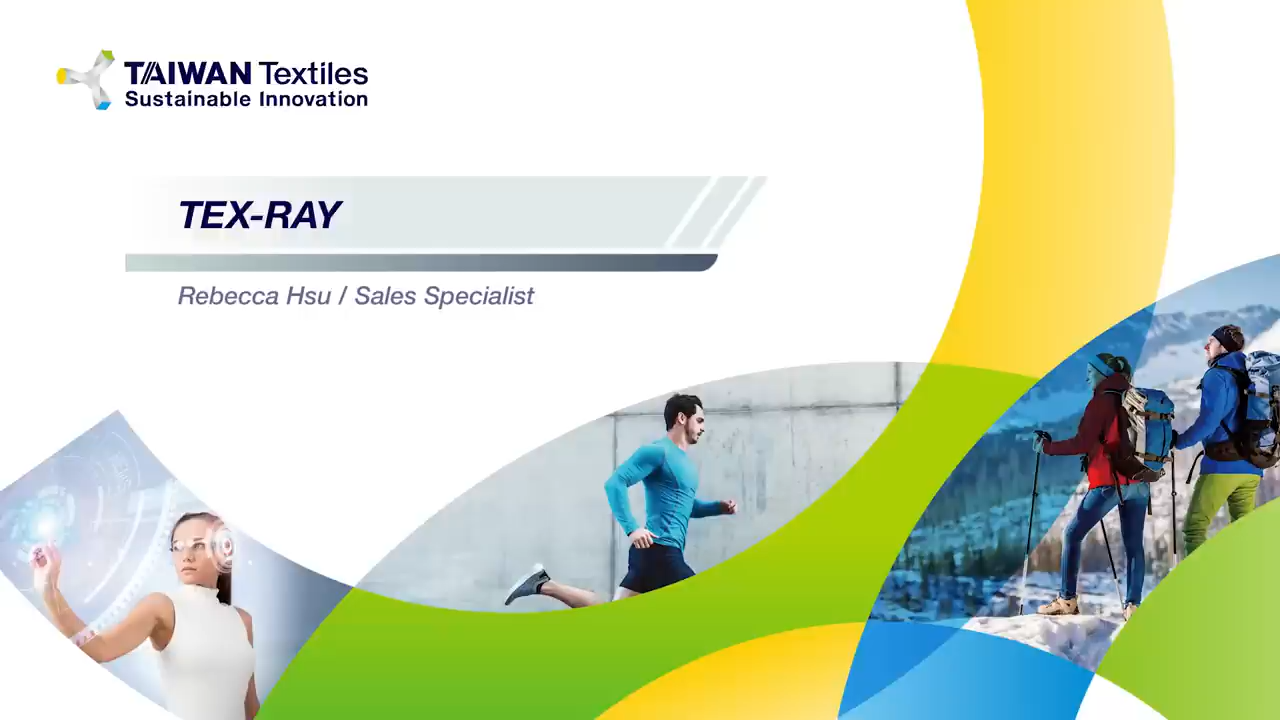 TAIWAN Textiles
Sustainable Innovation
TEX-RAY
Rebecca Hsu / Sales Specialist